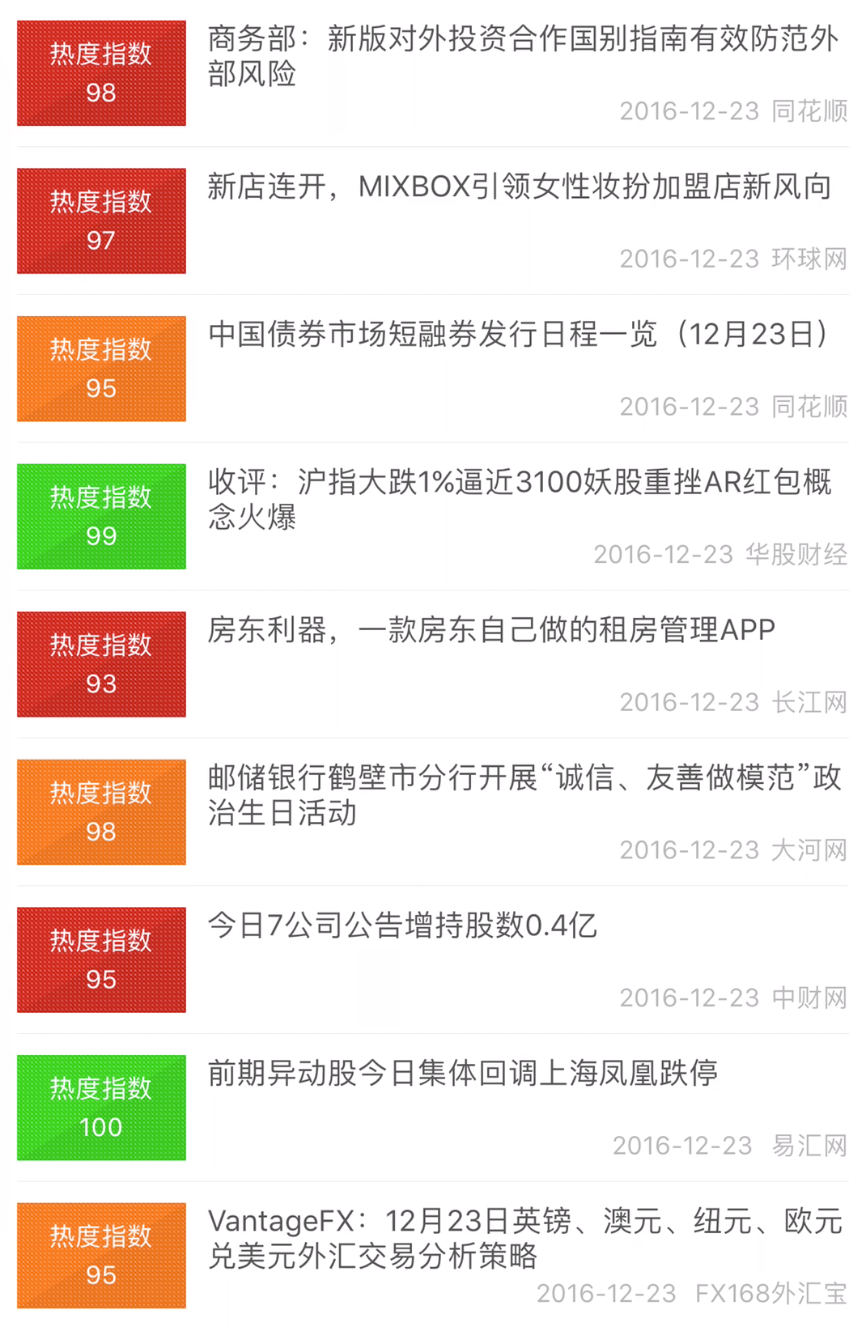 热度指数
98
商务部：新版对外投资合作国别指南有效防范外
部风险
2016-12-23 同花顺
热度指数
97
新店连开，MIXBOX引领女性妆扮加盟店新风向
2016-12-23 环球网
热度指数
95
中国债券市场短融券发行日程一览（12月23日）
2016-12-23 同花顺
热度指数
99
收评：沪指大跌1%逼近3100妖股重挫AR红包概
念火爆
2016-12-23 华股财经
热度指数
93
房东利器，一款房东自己做的租房管理APP
2016-12-23 长江网
热度指数
98
邮储银行鹤壁市分行开展“诚信、友善做模范”政
治生日活动
2016-12-23 大河网
热度指数
95
今日7公司公告增持股数0.4亿
2016-12-23 中财网
热度指数
100
前期异动股今日集体回调上海凤凰跌停
2016-12-23 易汇网
热度指数
95
VantageFX：12月23日英镑、澳元、纽元、欧元
兑美元外汇交易分析策略
2016-12-23 FX168外汇宝